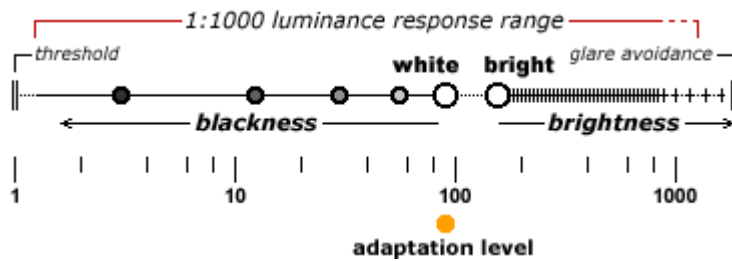 1:1000 luminance response range
threshold
glare avoidance
white bright
blackness brightness
1 10 100 1000
adaptation level